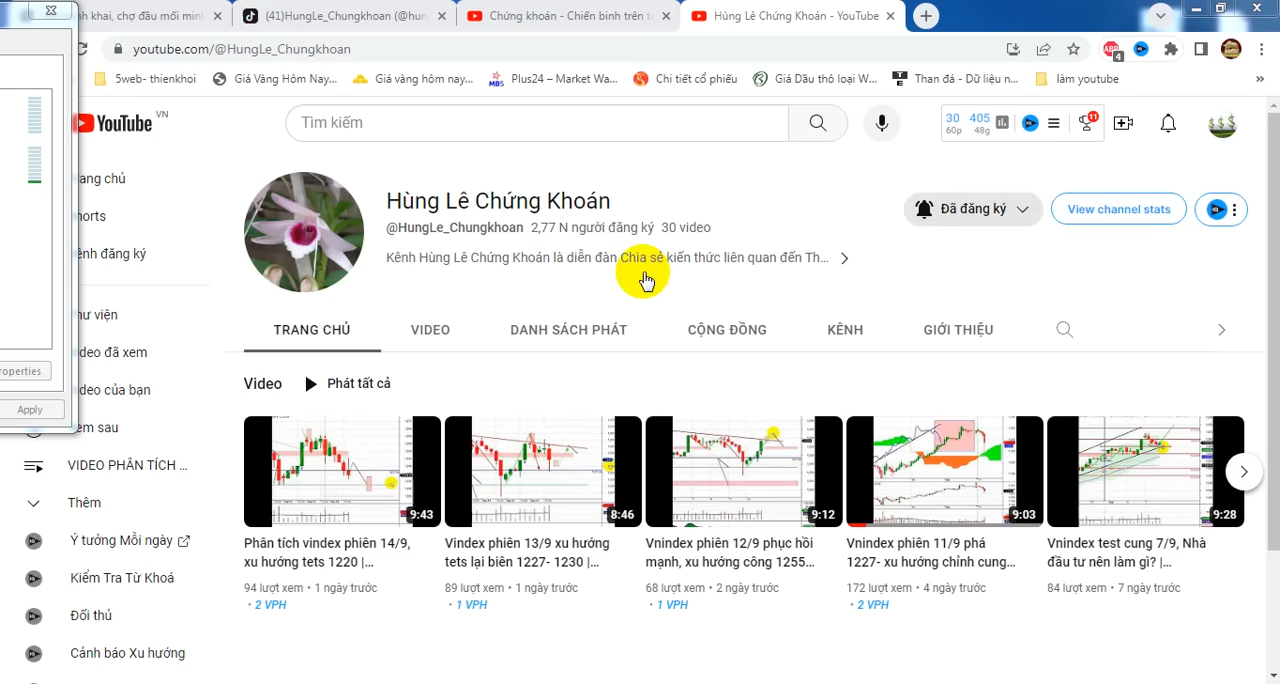 nh khai, chợ đầu mối minl
(41)HungLe_Chungkhoan (@hun
Chứng khoán - Chiến binh trên t
Hùng Lê Chứng Khoán - YouTube
youtube.com/@HungLe_Chungkhoan
4
5web- thienkhoi
Giá Vàng Hôm Nay...
Giá vàng hôm nay...
MBS
Plus24 – Market Wa...
Chi tiết cổ phiếu
Giá Dầu thô loại W...
Than đá - Dữ liệu n...
làm youtube
»
YouTube VN
Tìm kiếm
30 405
60p 48g
11
ang chủ
horts
ênh đăng ký
hư viện
deo đã xem
deo của bạn
em sau
VIDEO PHÂN TÍCH ...
Thêm
Ý tưởng Mỗi ngày
Kiểm Tra Từ Khoá
Đối thủ
Cảnh báo Xu hướng
roperties
Apply
Hùng Lê Chứng Khoán
@HungLe_Chungkhoan 2,77 N người đăng ký 30 video
Kênh Hùng Lê Chứng Khoán là diễn đàn Chia sẻ kiến thức liên quan đến Th...
Đã đăng ký
View channel stats
TRANG CHỦ
VIDEO
DANH SÁCH PHÁT
CỘNG ĐỒNG
KÊNH
GIỚI THIỆU
Video
Phát tất cả
9:43
8:46
9:12
9:03
9:28
Phân tích vindex phiên 14/9,
xu hướng tets 1220 |...
94 lượt xem • 1 ngày trước
• 2 VPH
Vindex phiên 13/9 xu hướng
tets lại biên 1227- 1230 |...
89 lượt xem • 1 ngày trước
• 1 VPH
Vnindex phiên 12/9 phục hồi
mạnh, xu hướng công 1255...
68 lượt xem • 2 ngày trước
• 1 VPH
Vnindex phiên 11/9 phá
1227- xu hướng chỉnh cung...
172 lượt xem • 4 ngày trước
• 2 VPH
Vnindex test cung 7/9, Nhà
đầu tư nên làm gì? |...
84 lượt xem • 7 ngày trước